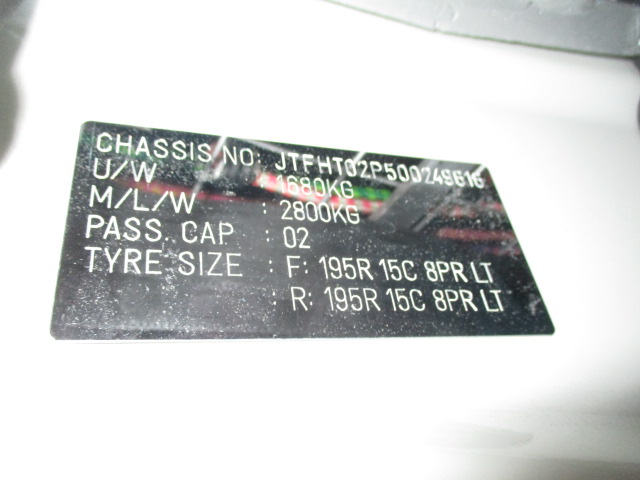 CHASSIS NO: JTFHT02P500249616
U/W : 1680KG
M/L/W : 2800KG
PASS. CAP : 02
TYRE SIZE : F: 195R 15C 8PR LT
: R: 195R 15C 8PR LT